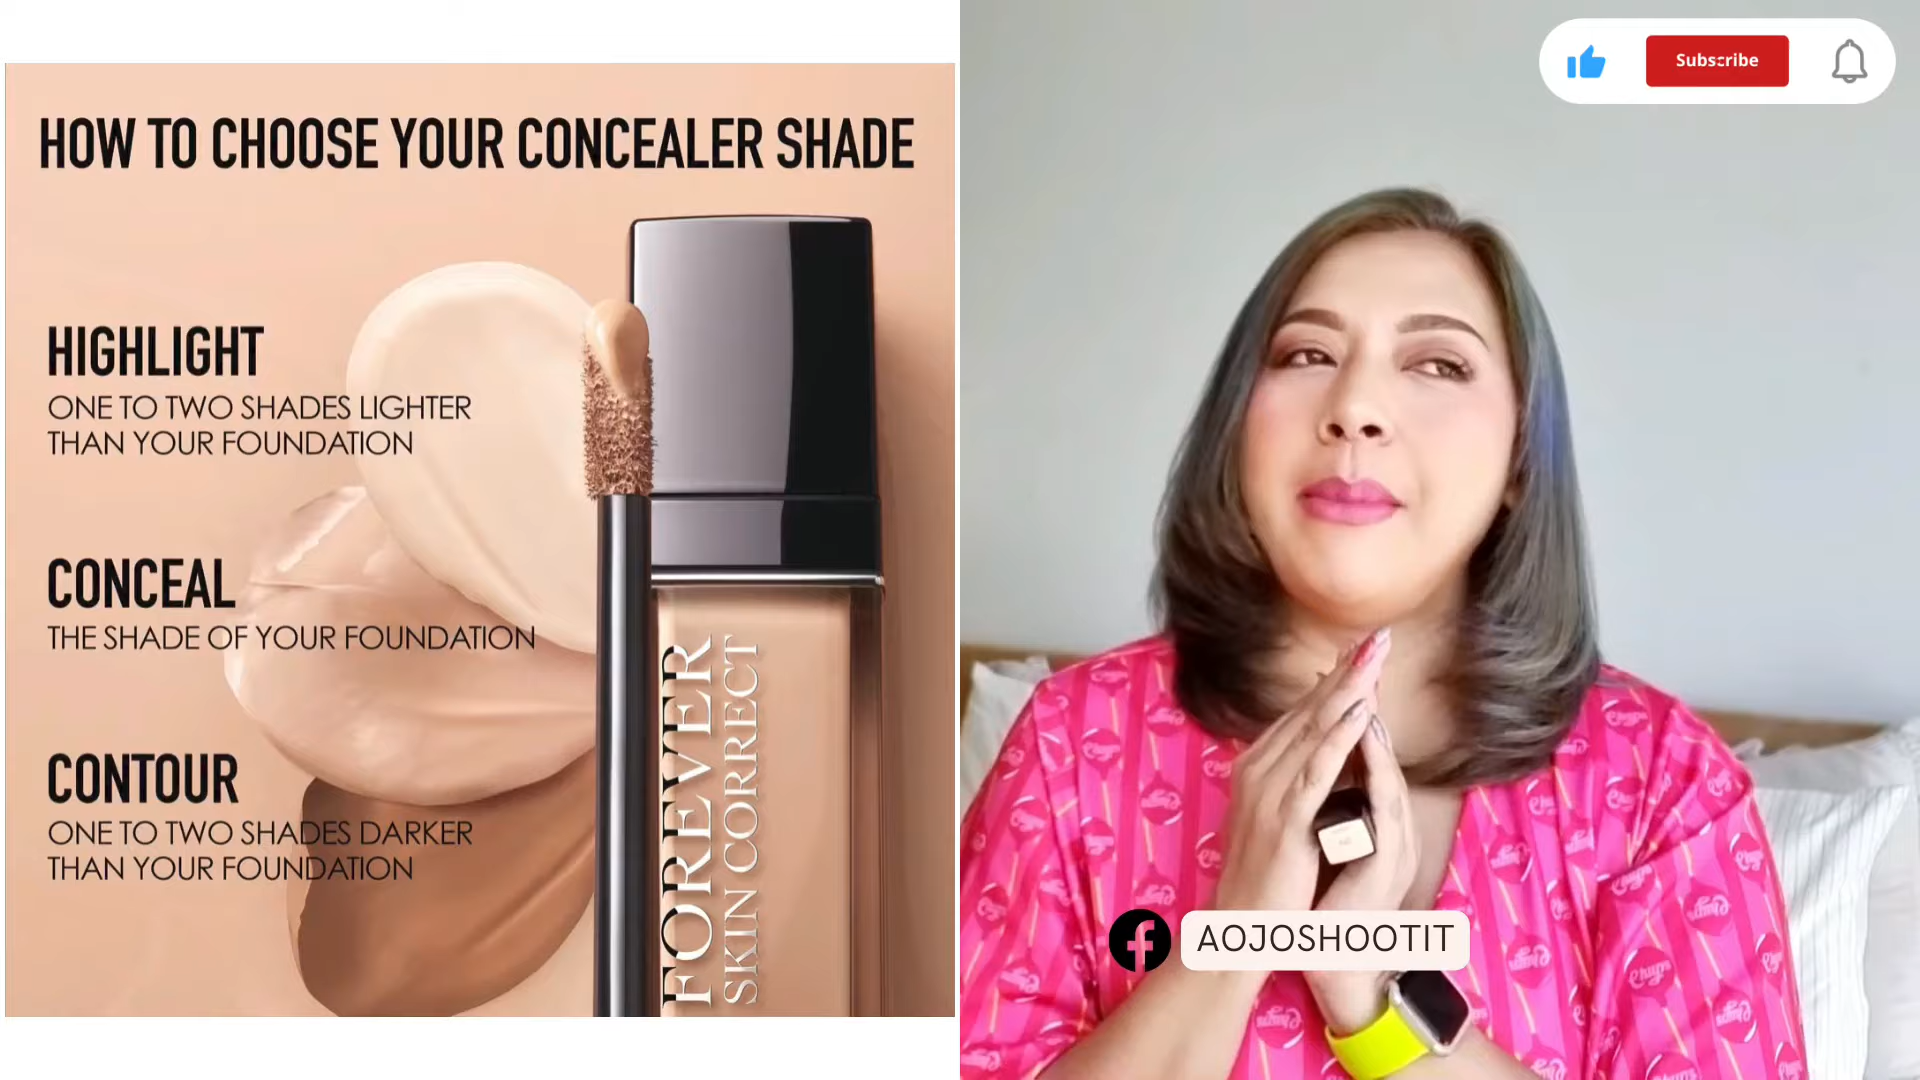 HOW TO CHOOSE YOUR CONCEALER SHADE
HIGHLIGHT
ONE TO TWO SHADES LIGHTER
THAN YOUR FOUNDATION
CONCEAL
THE SHADE OF YOUR FOUNDATION
CONTOUR
ONE TO TWO SHADES DARKER
THAN YOUR FOUNDATION
FOREVER
SKIN CORRECT
Subscribe
AOJOSHOOTIT